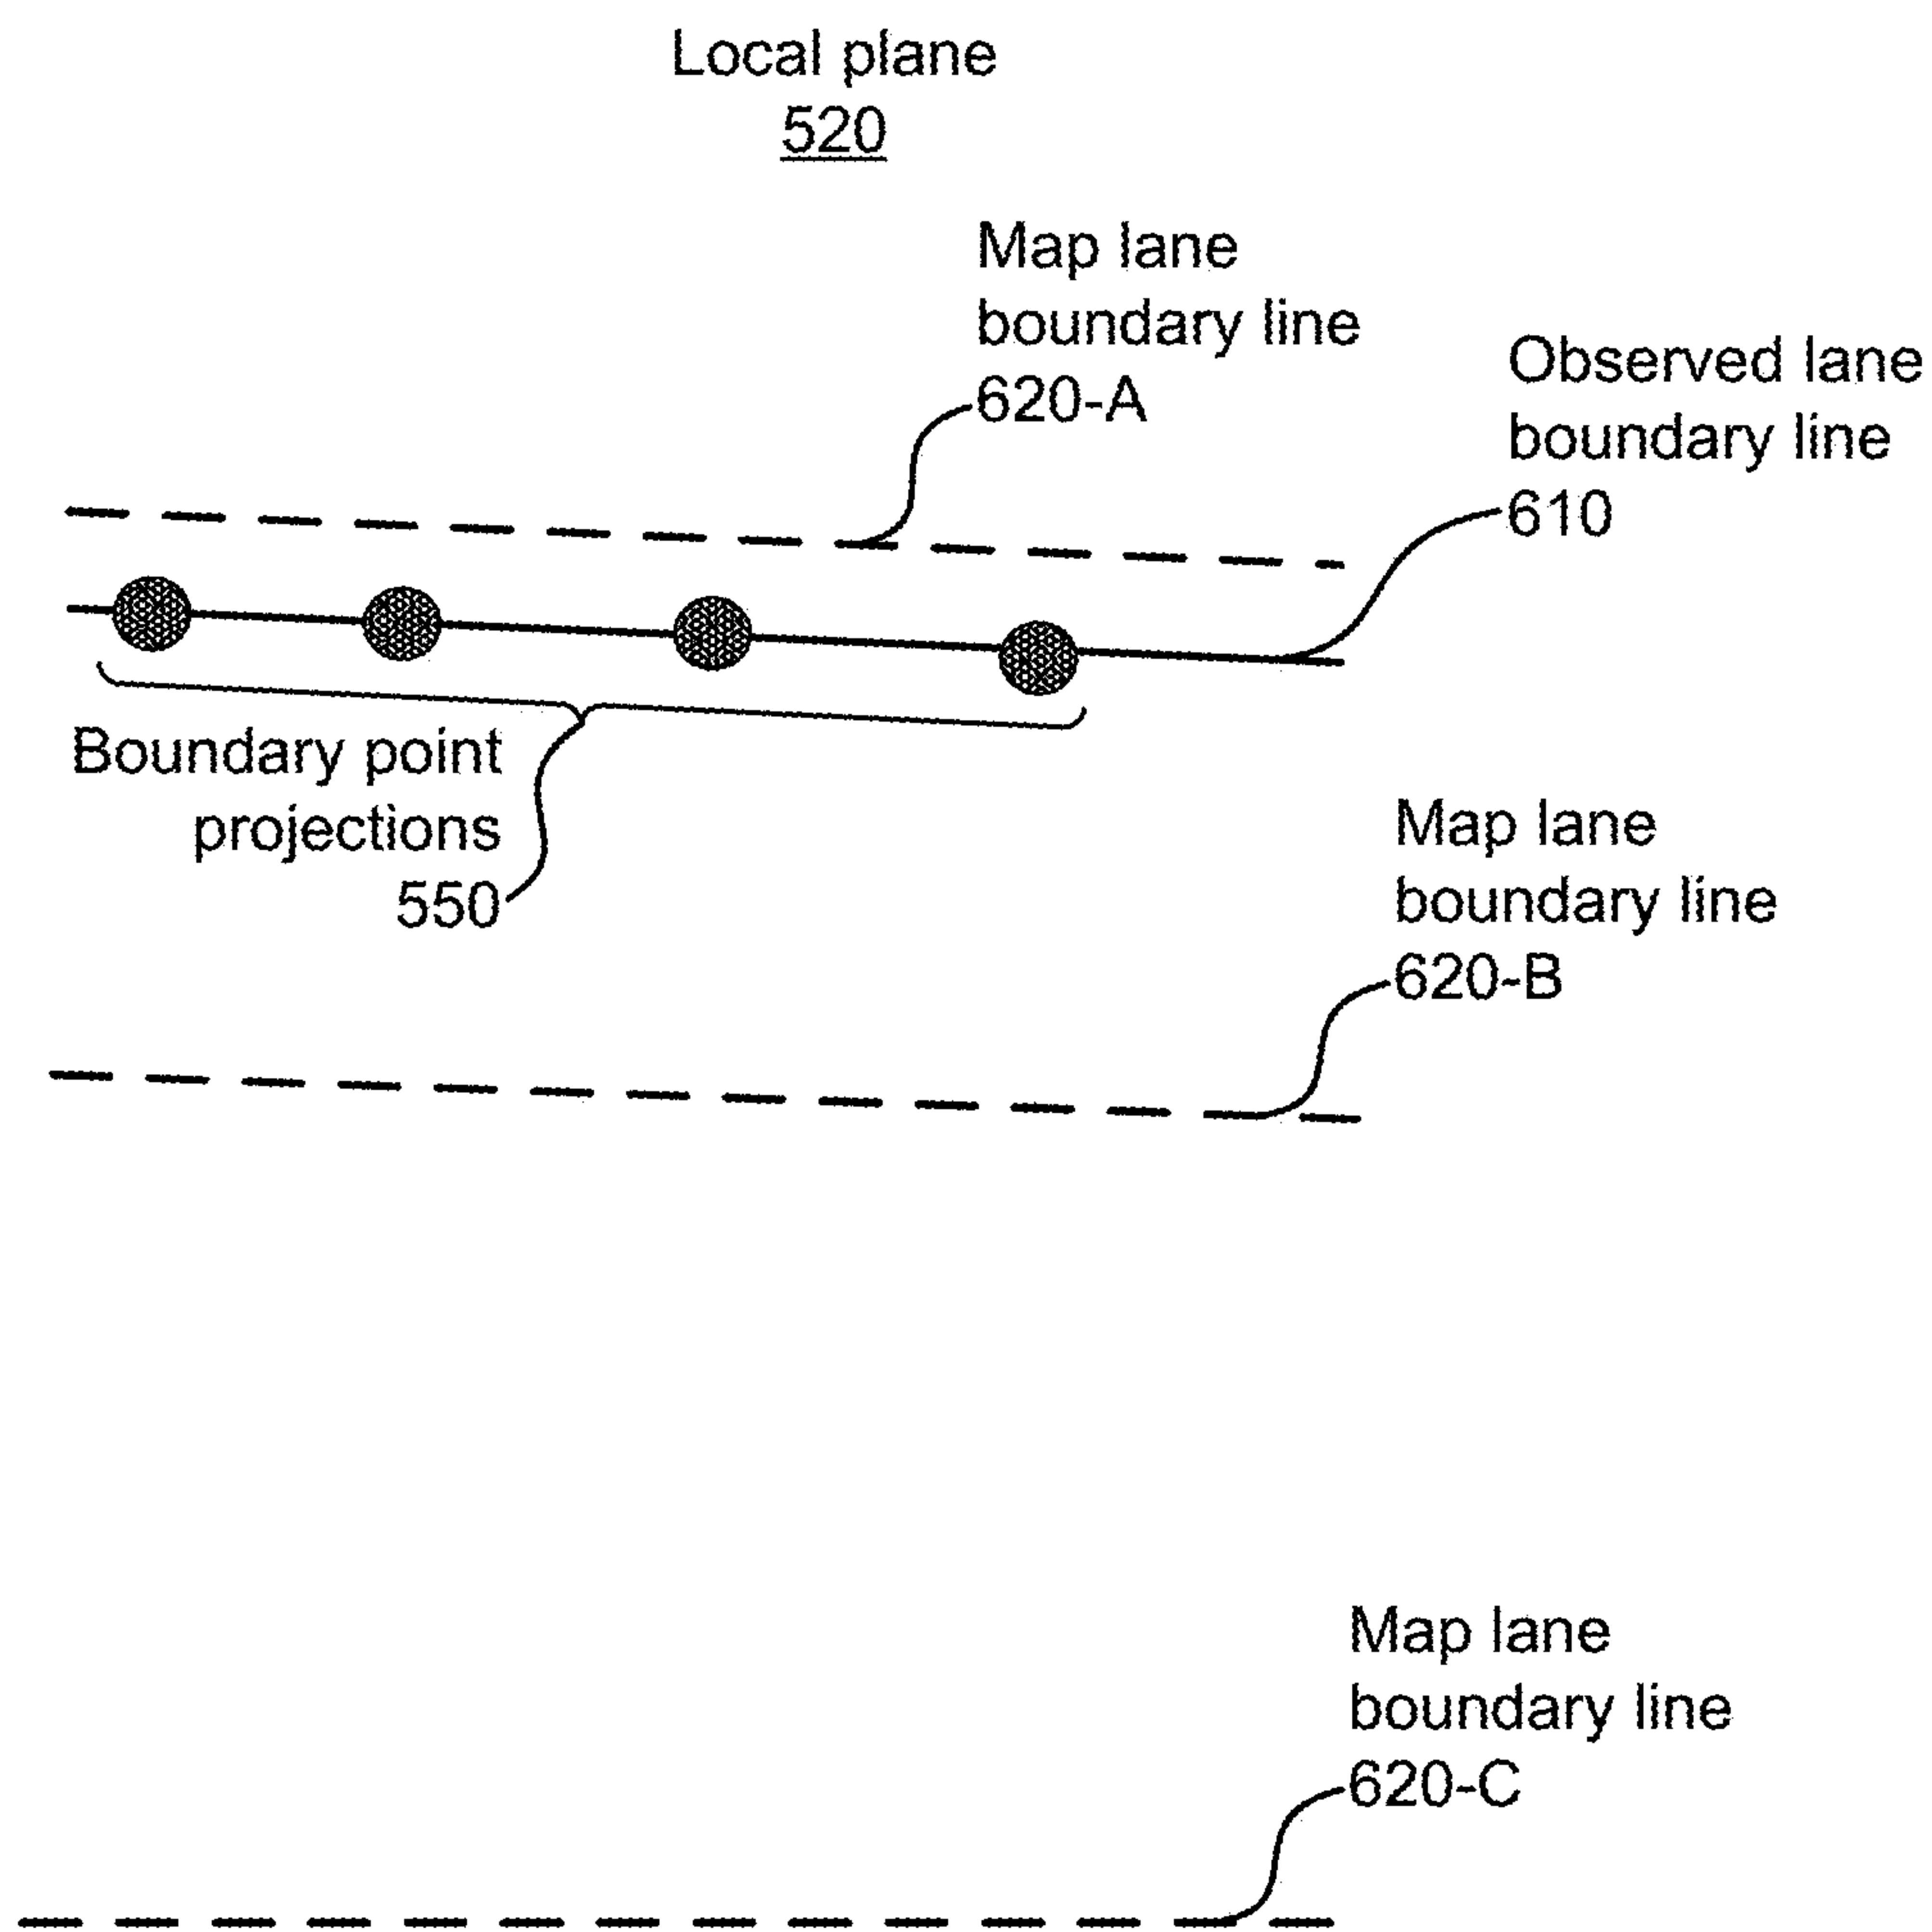 Local plane
520
Map lane
boundary line
620-A
Observed lane
boundary line
610
Boundary point
projections
550
Map lane
boundary line
620-B
Map lane
boundary line
620-C